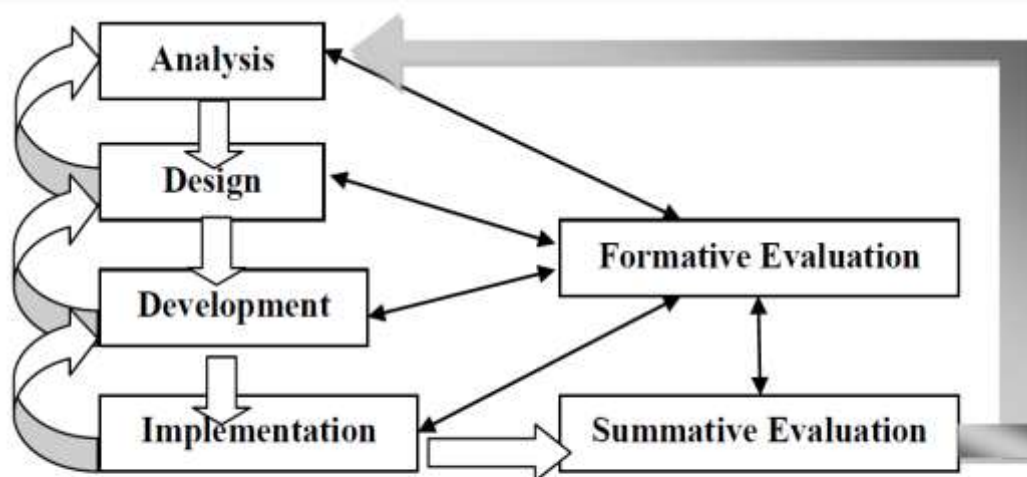 Analysis
Design
Formative Evaluation
Development
Implementation
Summative Evaluation